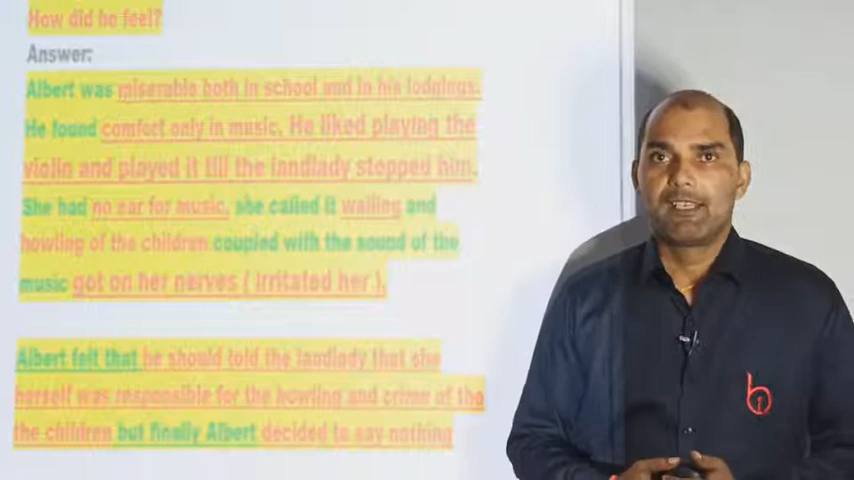 How did he feel?
Answer:
Albert was miserable both in school and in his lodgings.
He found comfort only in music. He liked playing the
violin and played it till the landlady stopped him.
She had no ear for music, she called it wailing and
howling of the children coupled with the sound of the
music got on her nerves ( Irritated her ).
Albert felt that he should told the landlady that she
herself was responsible for the howling and crime of the
the children but finally Albert decided to say nothing